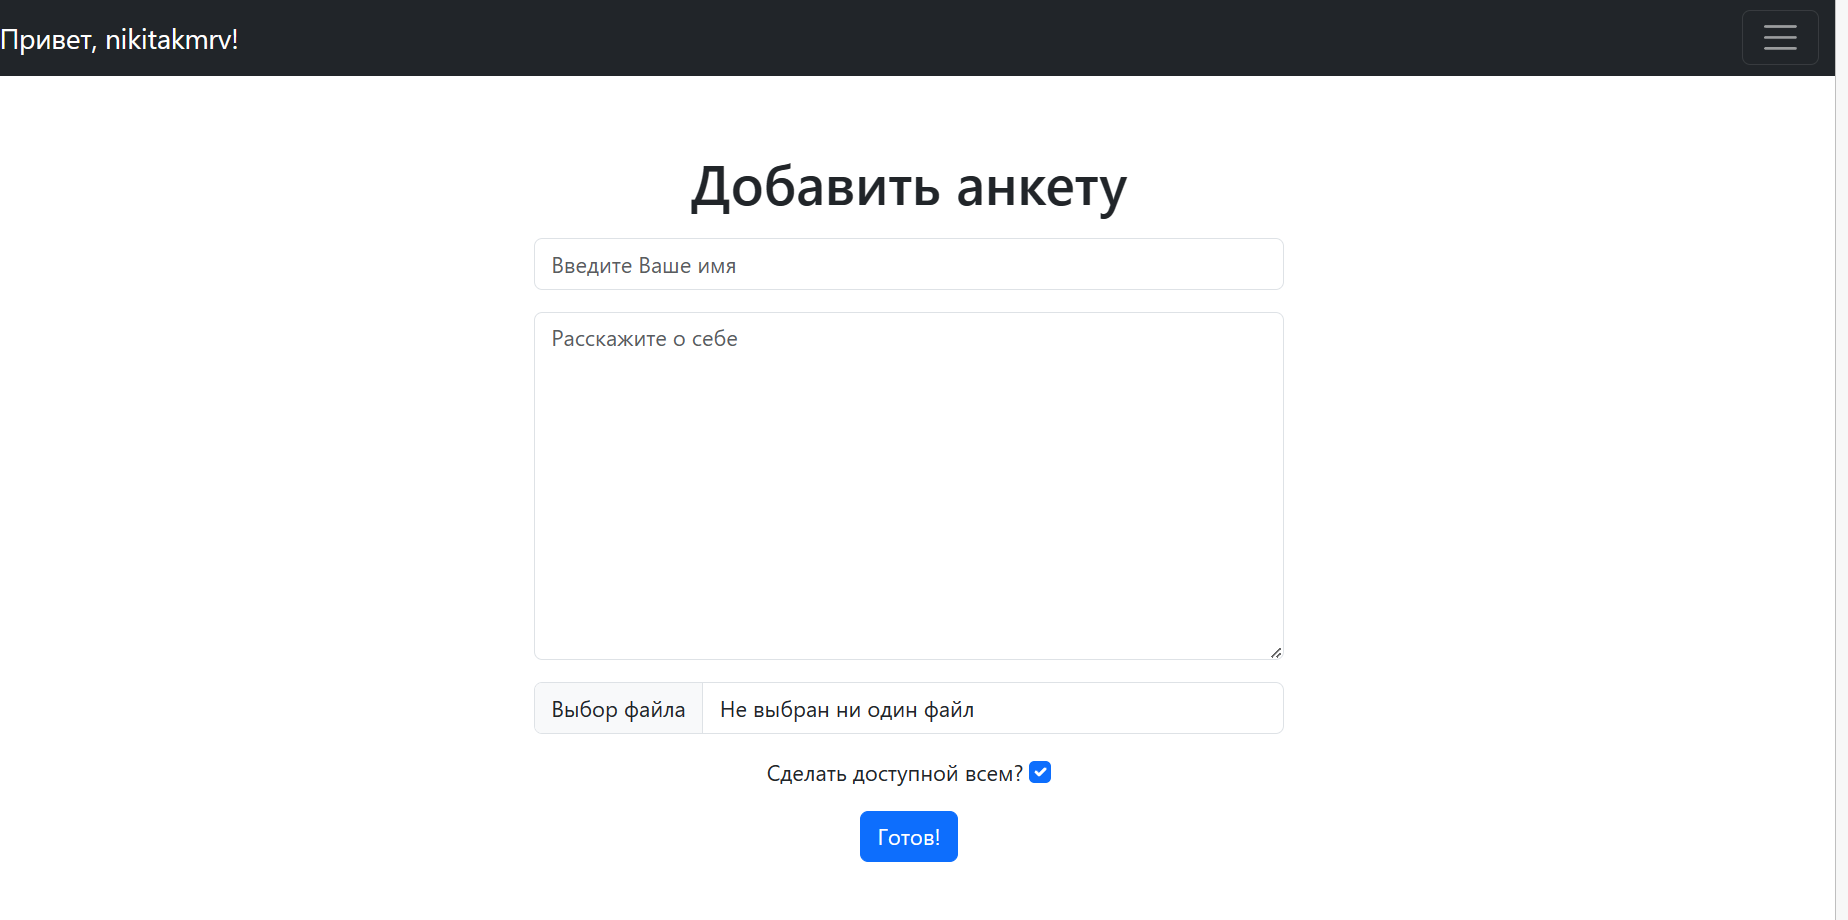 Привет, nikitakmrv!
Добавить анкету
Введите Ваше имя
Расскажите о себе
Выбор файла Не выбран ни один файл
Сделать доступной всем?
Готов!